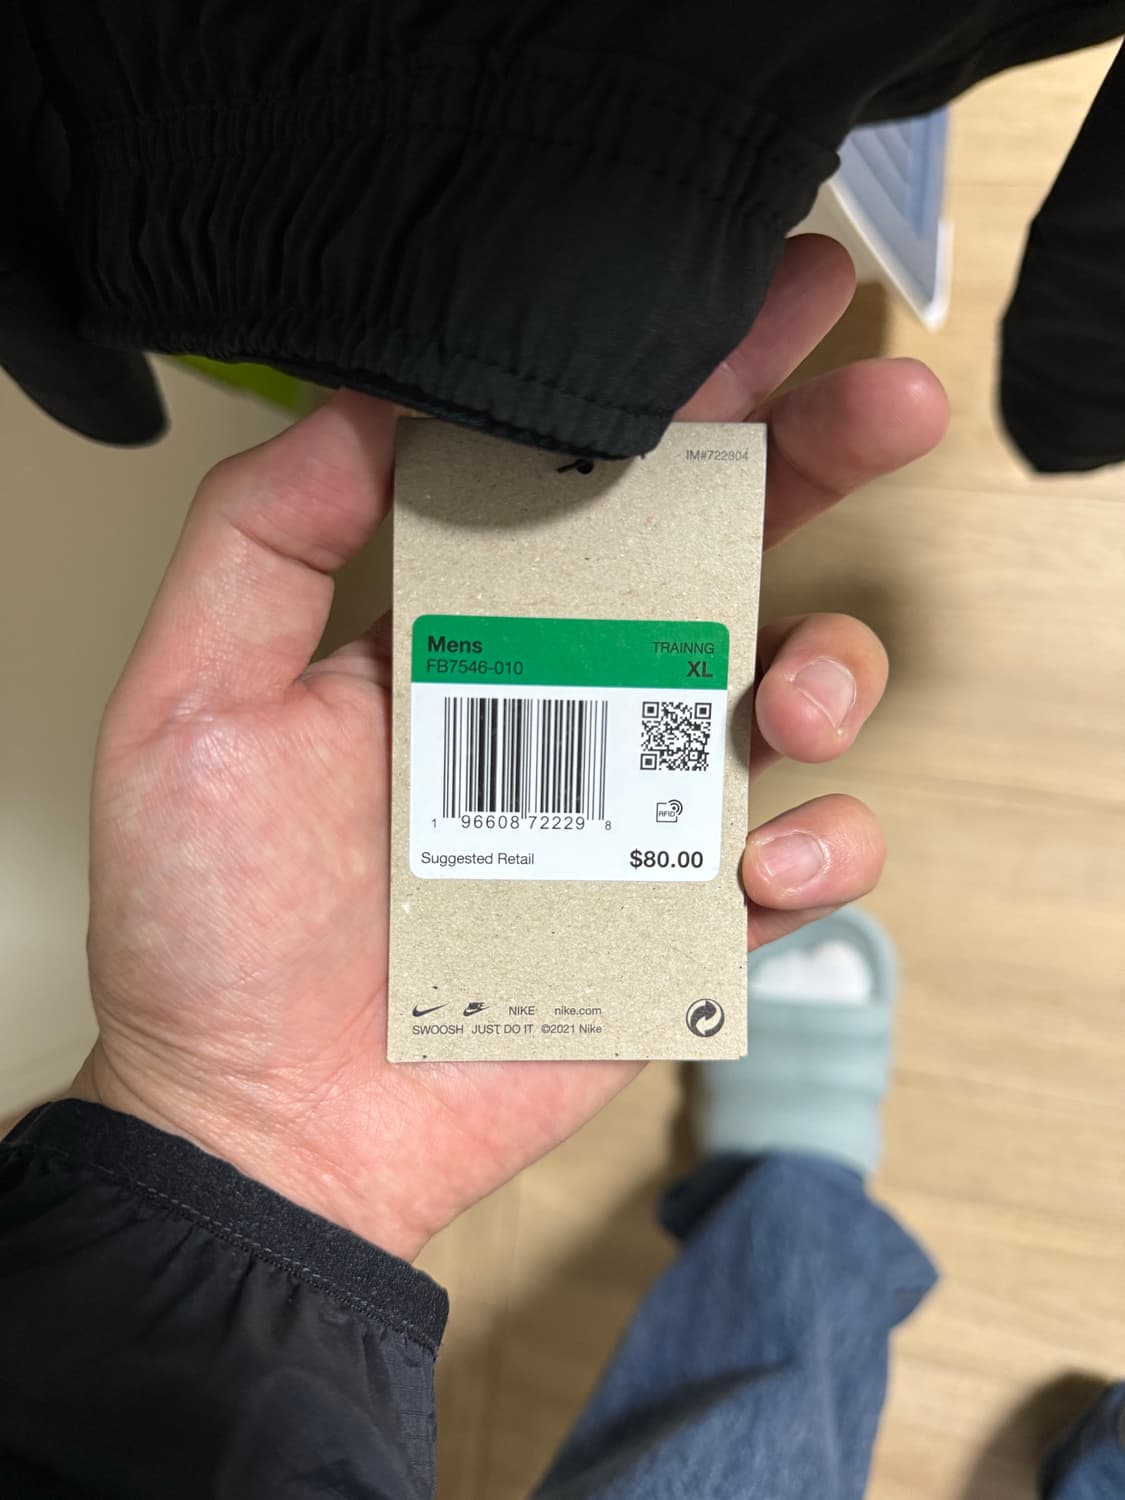 IM#722804
Mens TRAINNG
FB7546-010 XL
RFID
1 96608 72229 8
Suggested Retail $80.00
NIKE NIKE nike.com
SWOOSH JUST DO IT ©2021 Nike